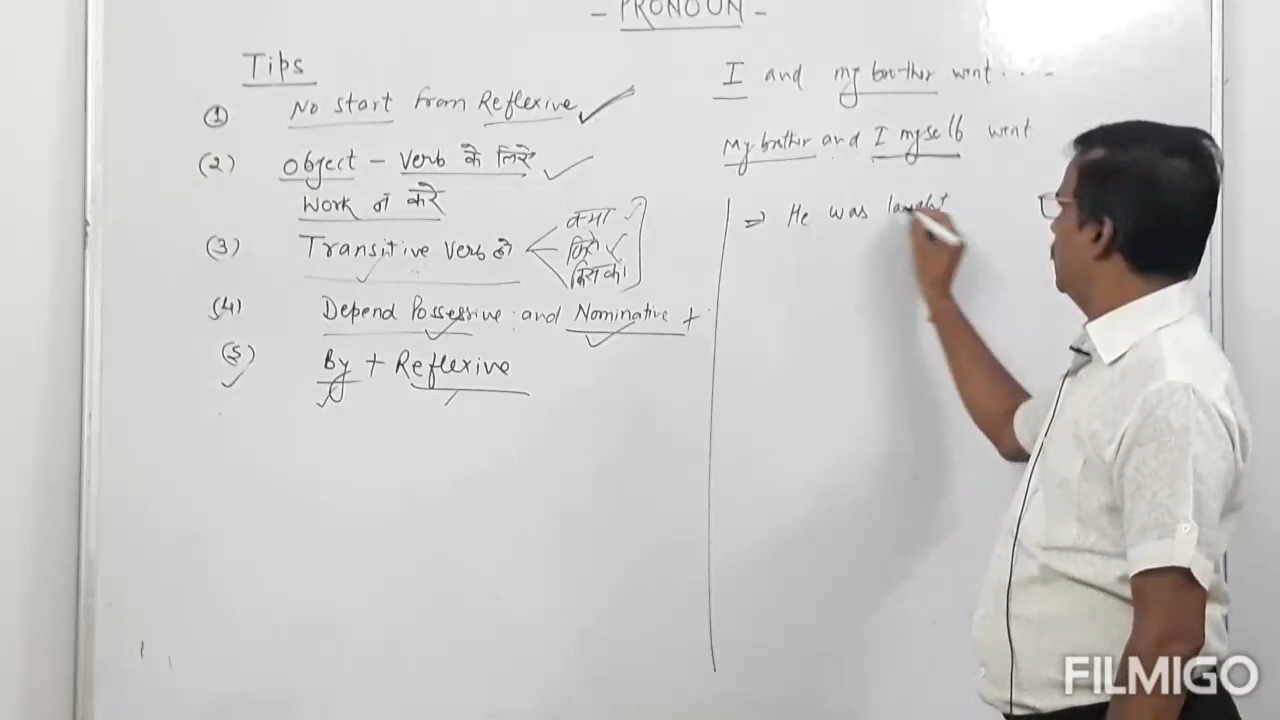 - PRONOUN -
Tips
(1) No start from Reflexive
(2) Object - Verb के लिये
Work न करे
(3) Transitive Verb से क्या
किसे
किसको
(4) Depend Possessive and Nominative +
(5) By + Reflexive
I and my brother went ....
My brother and I myself went
⇒ He was
FILMIGO